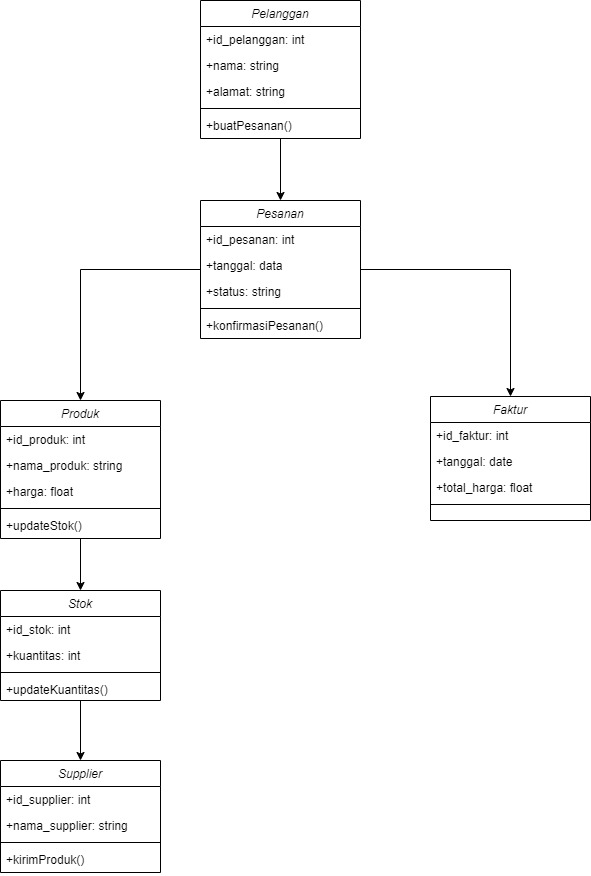 Pelanggan
+id_pelanggan: int
+nama: string
+alamat: string
+buatPesanan()
Pesanan
+id_pesanan: int
+tanggal: data
+status: string
+konfirmasiPesanan()
Produk
+id_produk: int
+nama_produk: string
+harga: float
+updateStok()
Faktur
+id_faktur: int
+tanggal: date
+total_harga: float
Stok
+id_stok: int
+kuantitas: int
+updateKuantitas()
Supplier
+id_supplier: int
+nama_supplier: string
+kirimProduk()